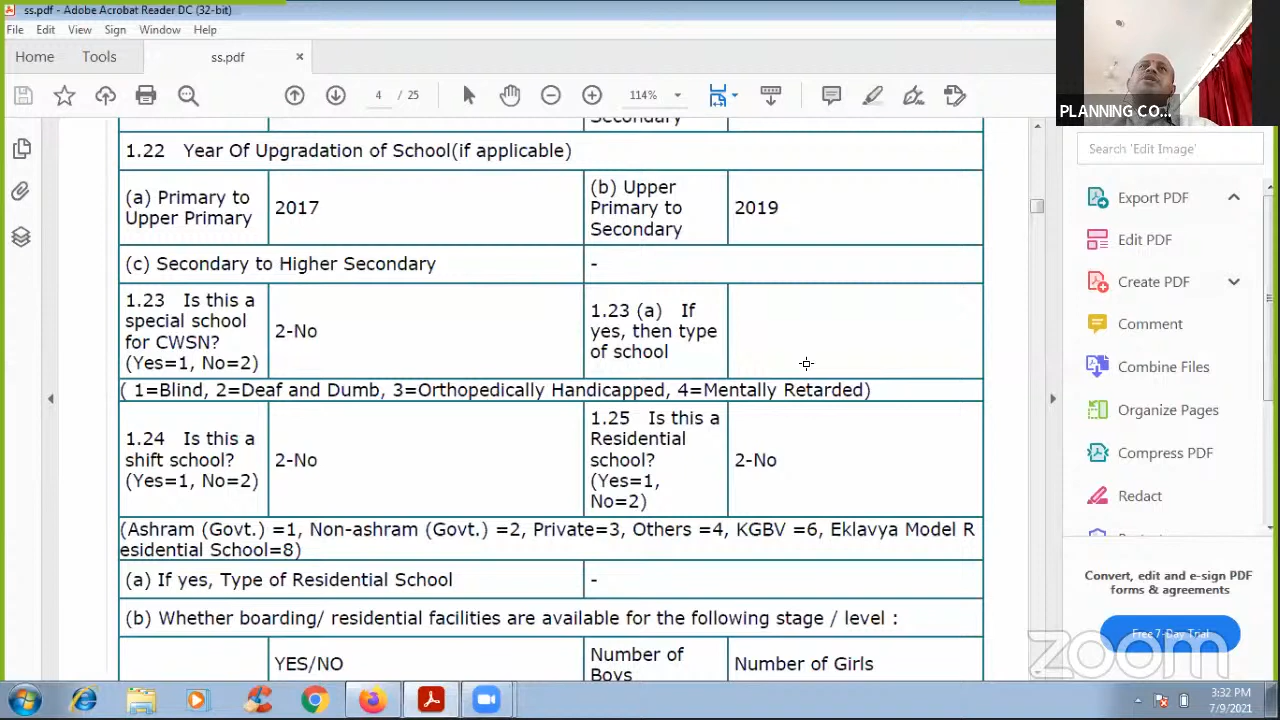 ss.pdf - Adobe Acrobat Reader DC (32-bit)
File Edit View Sign Window Help
Home Tools ss.pdf ×
4 / 25 114%
PLANNING CO...
Secondary
1.22 Year Of Upgradation of School(if applicable)
(a) Primary to
Upper Primary
2017
(b) Upper
Primary to
Secondary
2019
(c) Secondary to Higher Secondary
-
1.23 Is this a
special school
for CWSN?
(Yes=1, No=2)
2-No
1.23 (a) If
yes, then type
of school
( 1=Blind, 2=Deaf and Dumb, 3=Orthopedically Handicapped, 4=Mentally Retarded)
1.24 Is this a
shift school?
(Yes=1, No=2)
2-No
1.25 Is this a
Residential
school?
(Yes=1,
No=2)
2-No
(Ashram (Govt.) =1, Non-ashram (Govt.) =2, Private=3, Others =4, KGBV =6, Eklavya Model R
esidential School=8)
(a) If yes, Type of Residential School
-
(b) Whether boarding/ residential facilities are available for the following stage / level :
YES/NO
Number of
Boys
Number of Girls
Search 'Edit Image'
Export PDF
Edit PDF
Create PDF
Comment
Combine Files
Organize Pages
Compress PDF
Redact
Convert, edit and e-sign PDF
forms & agreements
Free 7-Day Trial
zoom
3:32 PM
7/9/2021